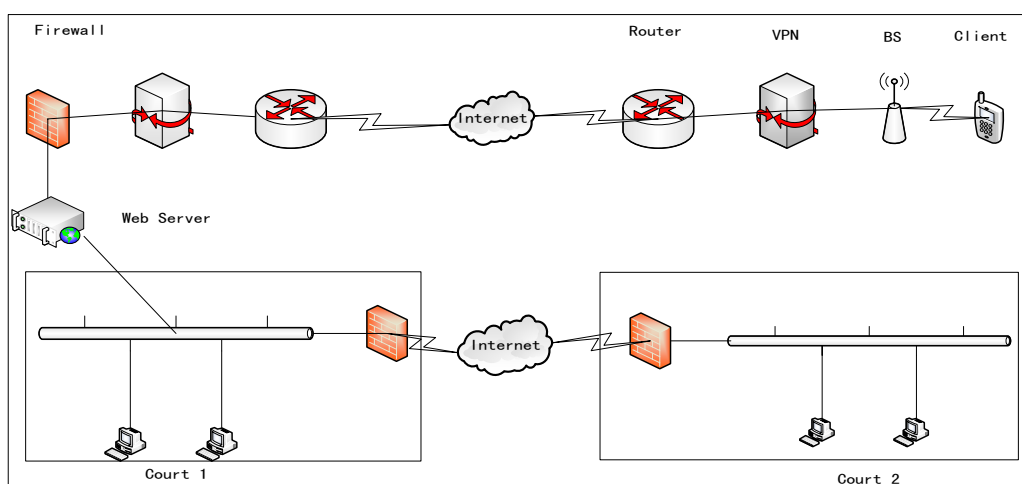 Firewall
Router
VPN
BS
Client
Internet
Web Server
Internet
Court 1
Court 2